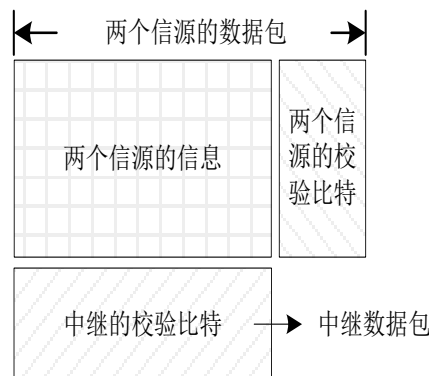 两个信源的数据包
两个信源的信息
两个信
源的校
验比特
中继的校验比特
中继数据包